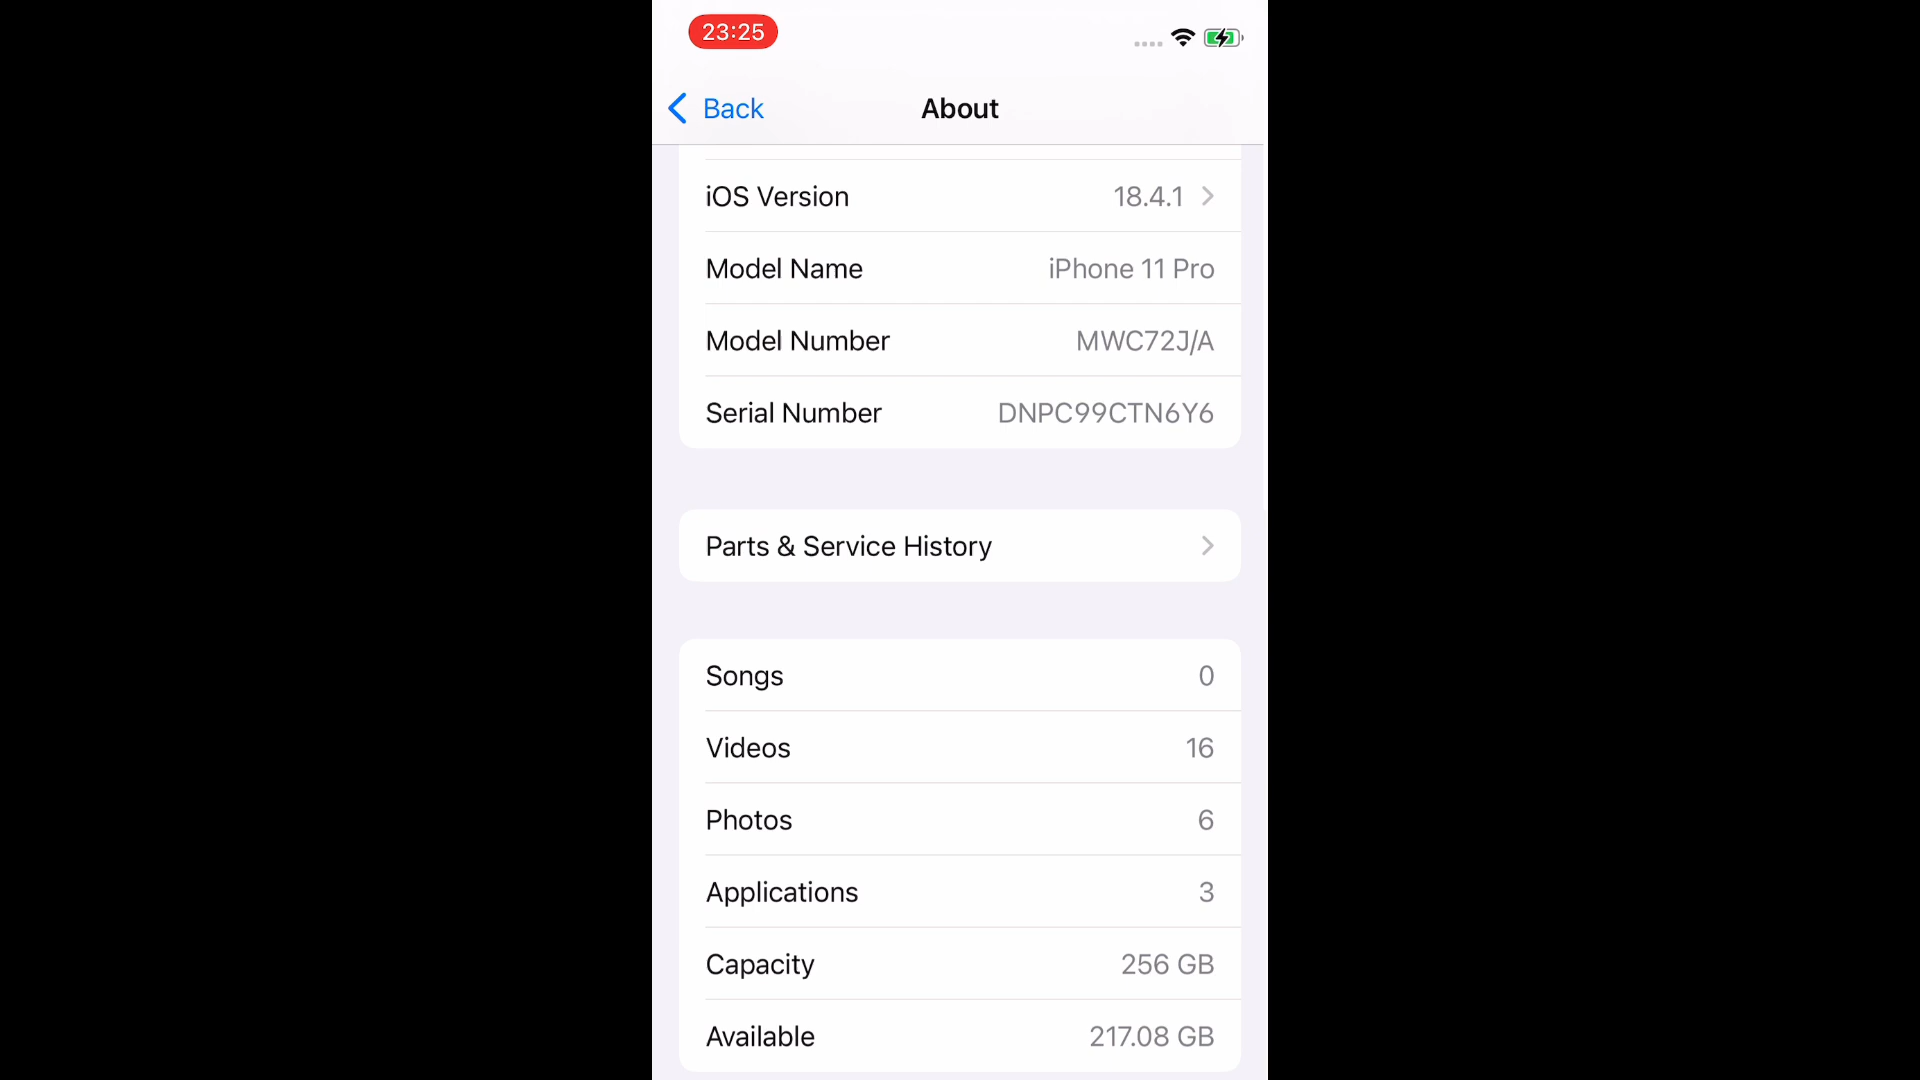 23:25
Back
About
iOS Version 18.4.1
Model Name iPhone 11 Pro
Model Number MWC72J/A
Serial Number DNPC99CTN6Y6
Parts & Service History
Songs 0
Videos 16
Photos 6
Applications 3
Capacity 256 GB
Available 217.08 GB